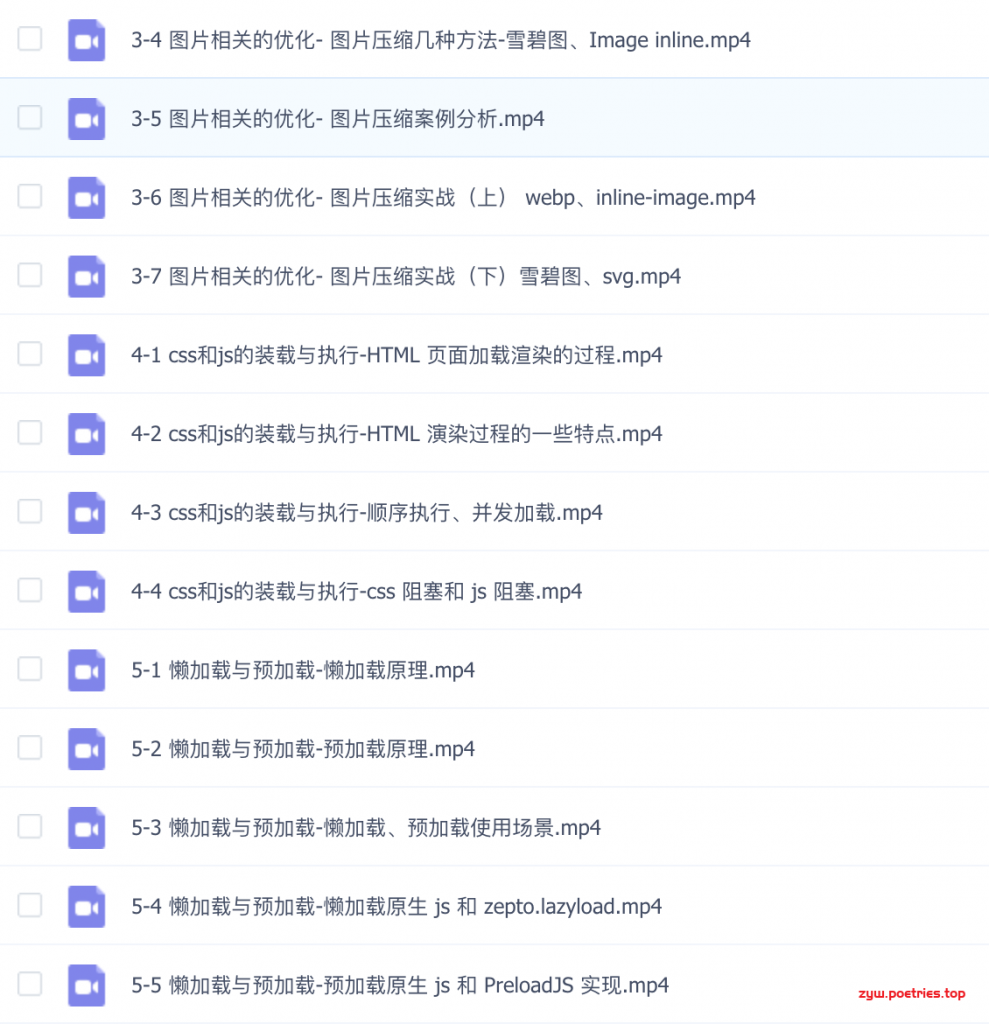 3-4 图片相关的优化- 图片压缩几种方法-雪碧图、Image inline.mp4
3-5 图片相关的优化- 图片压缩案例分析.mp4
3-6 图片相关的优化- 图片压缩实战（上） webp、inline-image.mp4
3-7 图片相关的优化- 图片压缩实战（下）雪碧图、svg.mp4
4-1 css和js的装载与执行-HTML 页面加载渲染的过程.mp4
4-2 css和js的装载与执行-HTML 演染过程的一些特点.mp4
4-3 css和js的装载与执行-顺序执行、并发加载.mp4
4-4 css和js的装载与执行-css 阻塞和 js 阻塞.mp4
5-1 懒加载与预加载-懒加载原理.mp4
5-2 懒加载与预加载-预加载原理.mp4
5-3 懒加载与预加载-懒加载、预加载使用场景.mp4
5-4 懒加载与预加载-懒加载原生 js 和 zepto.lazyload.mp4
5-5 懒加载与预加载-预加载原生 js 和 PreloadJS 实现.mp4
zyw.poetries.top